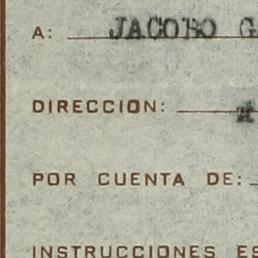 A: JACOBO G
DIRECCION:
POR CUENTA DE:
INSTRUCCIONES ES